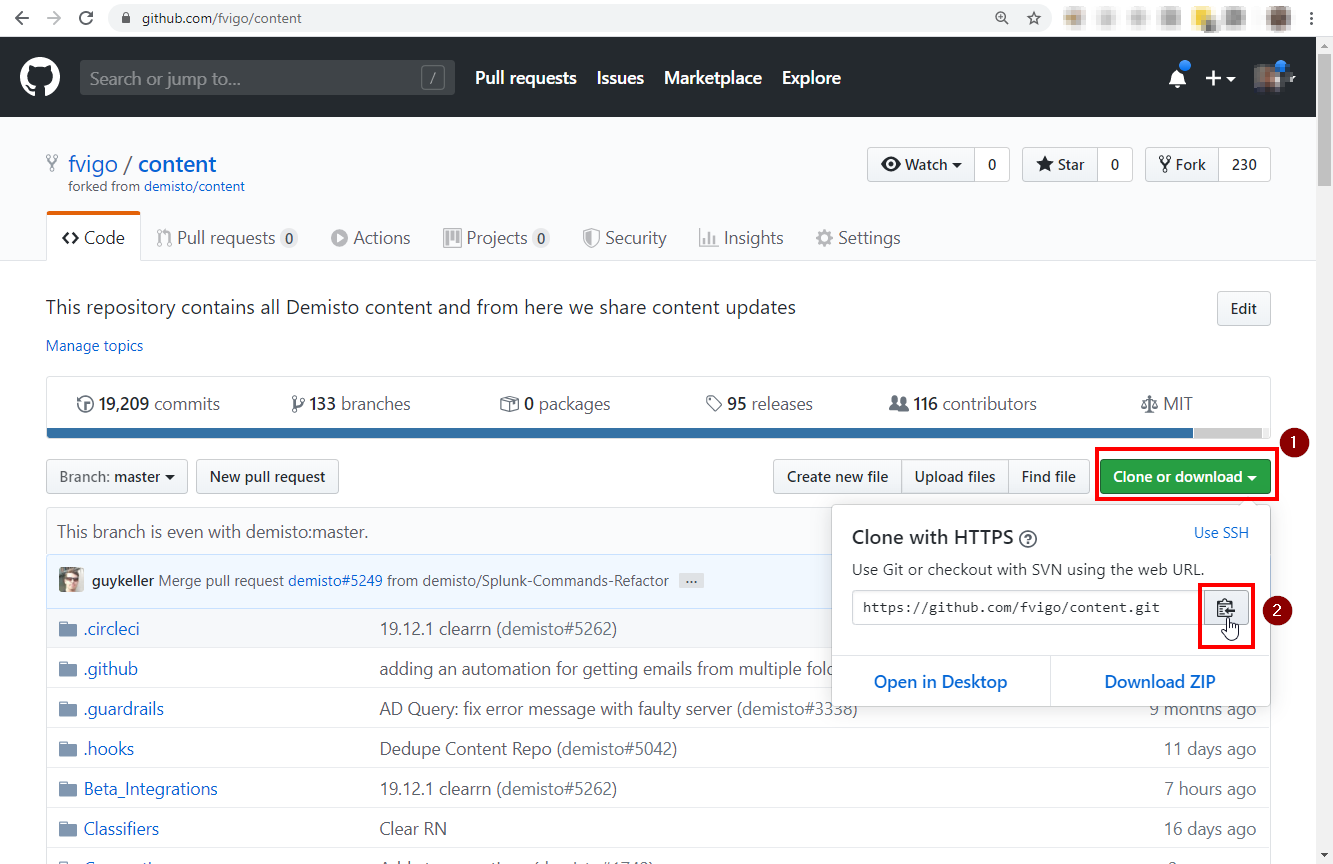 github.com/fvigo/content
Search or jump to... /
Pull requests Issues Marketplace Explore
fvigo / content
Watch 0 Star 0 Fork 230
forked from demisto/content
Code Pull requests 0 Actions Projects 0 Security Insights Settings
This repository contains all Demisto content and from here we share content updates
Edit
Manage topics
19,209 commits 133 branches 0 packages 95 releases 116 contributors MIT
1
Branch: master New pull request Create new file Upload files Find file Clone or download
This branch is even with demisto:master.
Clone with HTTPS ? Use SSH
Use Git or checkout with SVN using the web URL.
https://github.com/fvigo/content.git
2
Open in Desktop Download ZIP
guykeller Merge pull request demisto#5249 from demisto/Splunk-Commands-Refactor ...
.circleci 19.12.1 clearrn (demisto#5262)
.github adding an automation for getting emails from multiple
.guardrails AD Query: fix error message with faulty server (demisto#3338) 9 months ago
.hooks Dedupe Content Repo (demisto#5042) 11 days ago
Beta_Integrations 19.12.1 clearrn (demisto#5262) 7 hours ago
Classifiers Clear RN 16 days ago